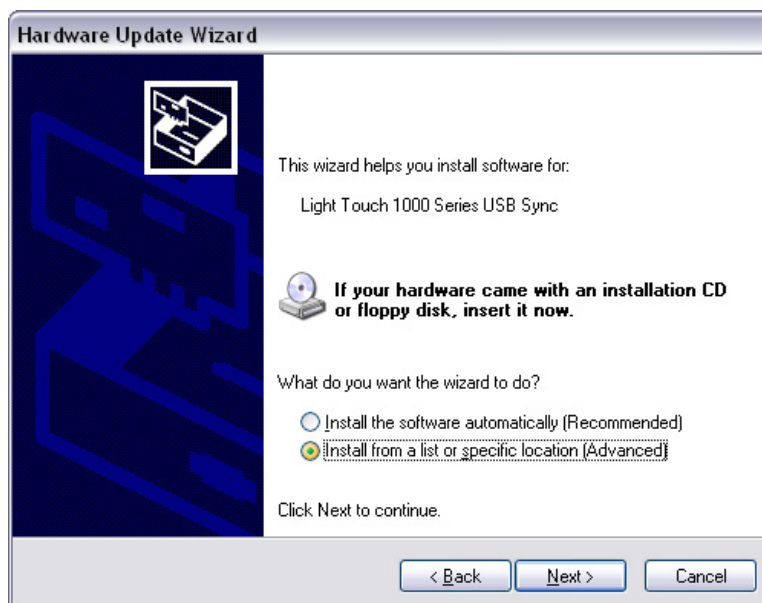 Hardware Update Wizard
This wizard helps you install software for:
Light Touch 1000 Series USB Sync
If your hardware came with an installation CD
or floppy disk, insert it now.
What do you want the wizard to do?
Install the software automatically (Recommended)
Install from a list or specific location (Advanced)
Click Next to continue.
< Back Next > Cancel